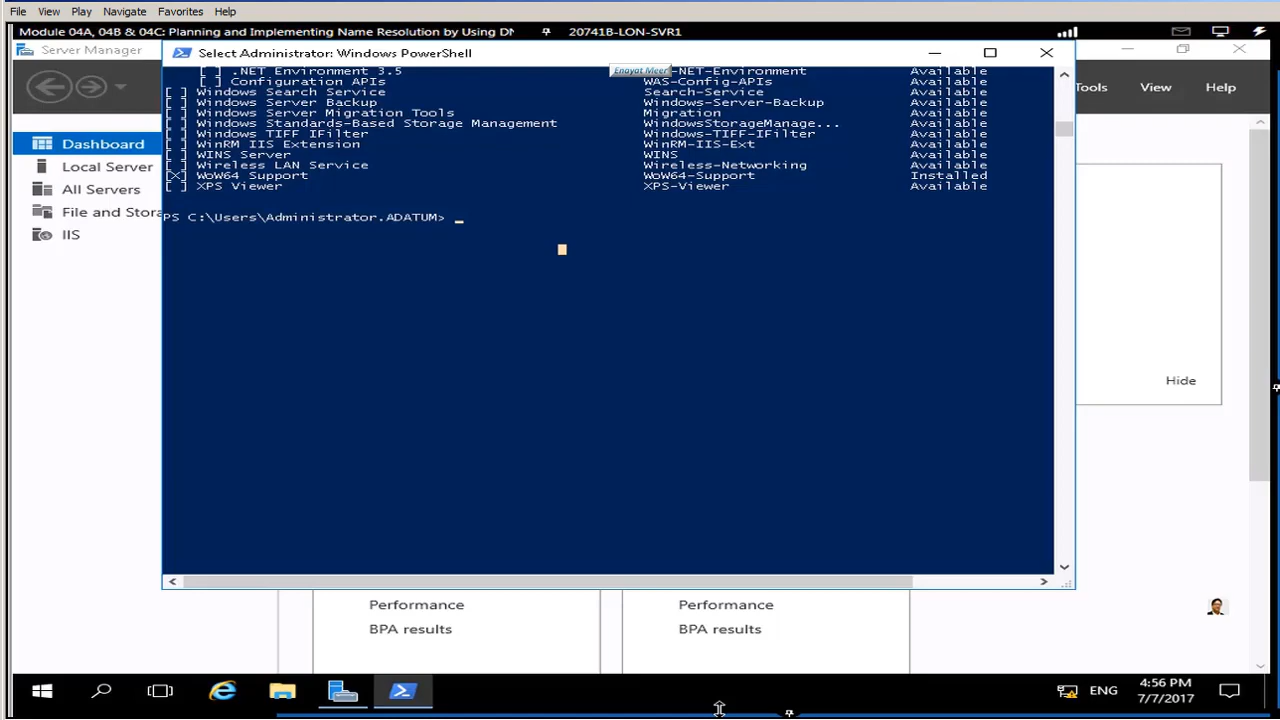 File View Play Navigate Favorites Help
Module 04A, 04B & 04C: Planning and Implementing Name Resolution by Using DN 20741B-LON-SVR1
Server Manager
Select Administrator: Windows PowerShell
Enayat Meer
Tools View Help
[ ] .NET Environment 3.5 -NET-Environment Available
[ ] Configuration APIs WAS-Config-APIs Available
[ ] Windows Search Service Search-Service Available
[ ] Windows Server Backup Windows-Server-Backup Available
[ ] Windows Server Migration Tools Migration Available
[ ] Windows Standards-Based Storage Management WindowsStorageManage... Available
[ ] Windows TIFF IFilter Windows-TIFF-IFilter Available
[ ] WinRM IIS Extension WinRM-IIS-Ext Available
[ ] WINS Server WINS Available
[ ] Wireless LAN Service Wireless-Networking Available
[X] WoW64 Support WoW64-Support Installed
[ ] XPS Viewer XPS-Viewer Available
PS C:\Users\Administrator.ADATUM> _
Dashboard
Local Server
All Servers
File and Stora
IIS
Hide
Performance
BPA results
Performance
BPA results
ENG
4:56 PM
7/7/2017